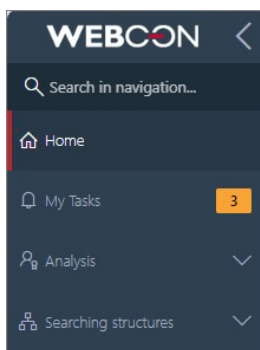 WEBCON
Search in navigation...
Home
My Tasks 3
Analysis
Searching structures